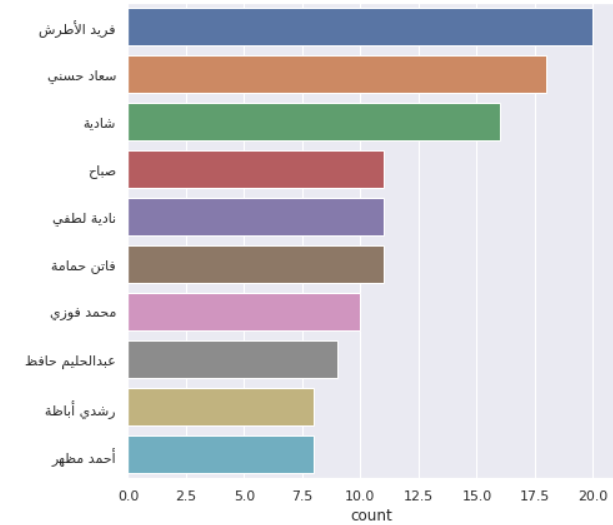 فريد الأطرش
سعاد حسني
شادية
صباح
نادية لطفي
فاتن حمامة
محمد فوزي
عبدالحليم حافظ
رشدي أباظة
أحمد مظهر
0.0 2.5 5.0 7.5 10.0 12.5 15.0 17.5 20.0
count